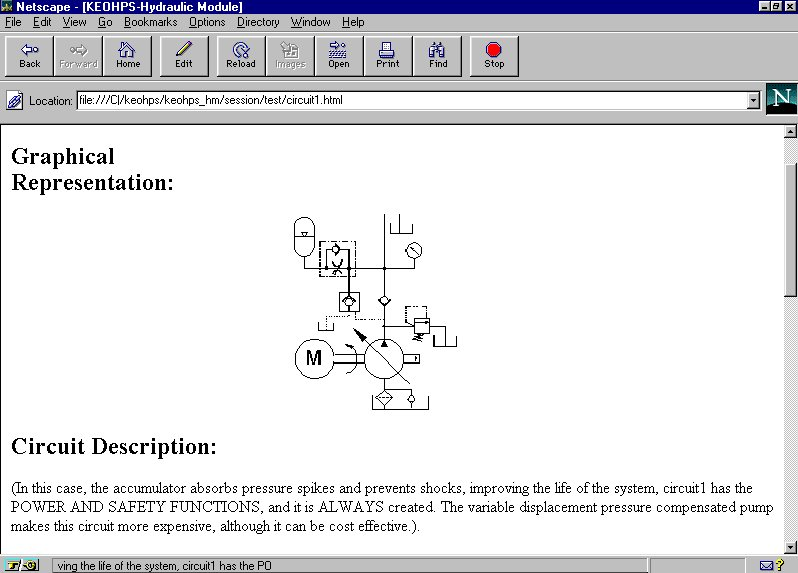 Netscape - [KEOHPS-Hydraulic Module]
File Edit View Go Bookmarks Options Directory Window Help
Back Forward Home Edit Reload Images Open Print Find Stop
Location: file:///C|/keohps/keohps_hm/session/test/circuit1.html
N
Graphical
Representation:
M
Circuit Description:
(In this case, the accumulator absorbs pressure spikes and prevents shocks, improving the life of the system, circuit1 has the
POWER AND SAFETY FUNCTIONS, and it is ALWAYS created. The variable displacement pressure compensated pump
makes this circuit more expensive, although it can be cost effective.).
ving the life of the system, circuit1 has the PO
?